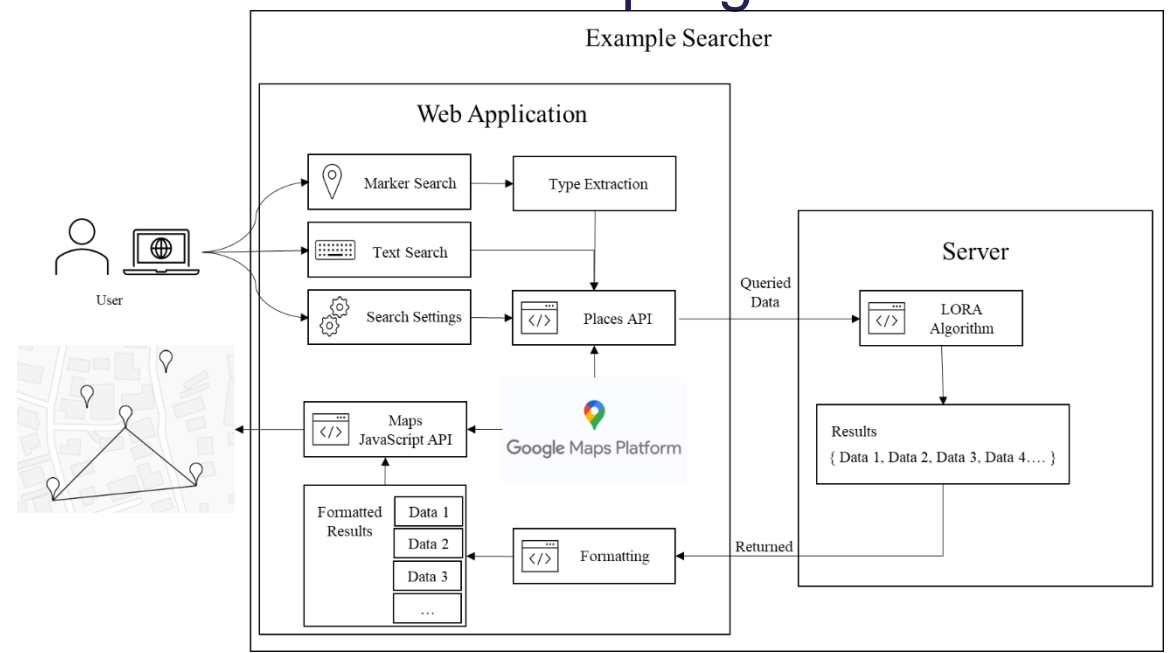 Example Searcher
Web Application
Marker Search
Type Extraction
Text Search
Search Settings
Places API
User
Queried
Data
Server
LORA
Algorithm
Results
{ Data 1, Data 2, Data 3, Data 4.... }
Maps
JavaScript API
Google Maps Platform
Formatted
Results
Data 1
Data 2
Data 3
...
Formatting
Returned